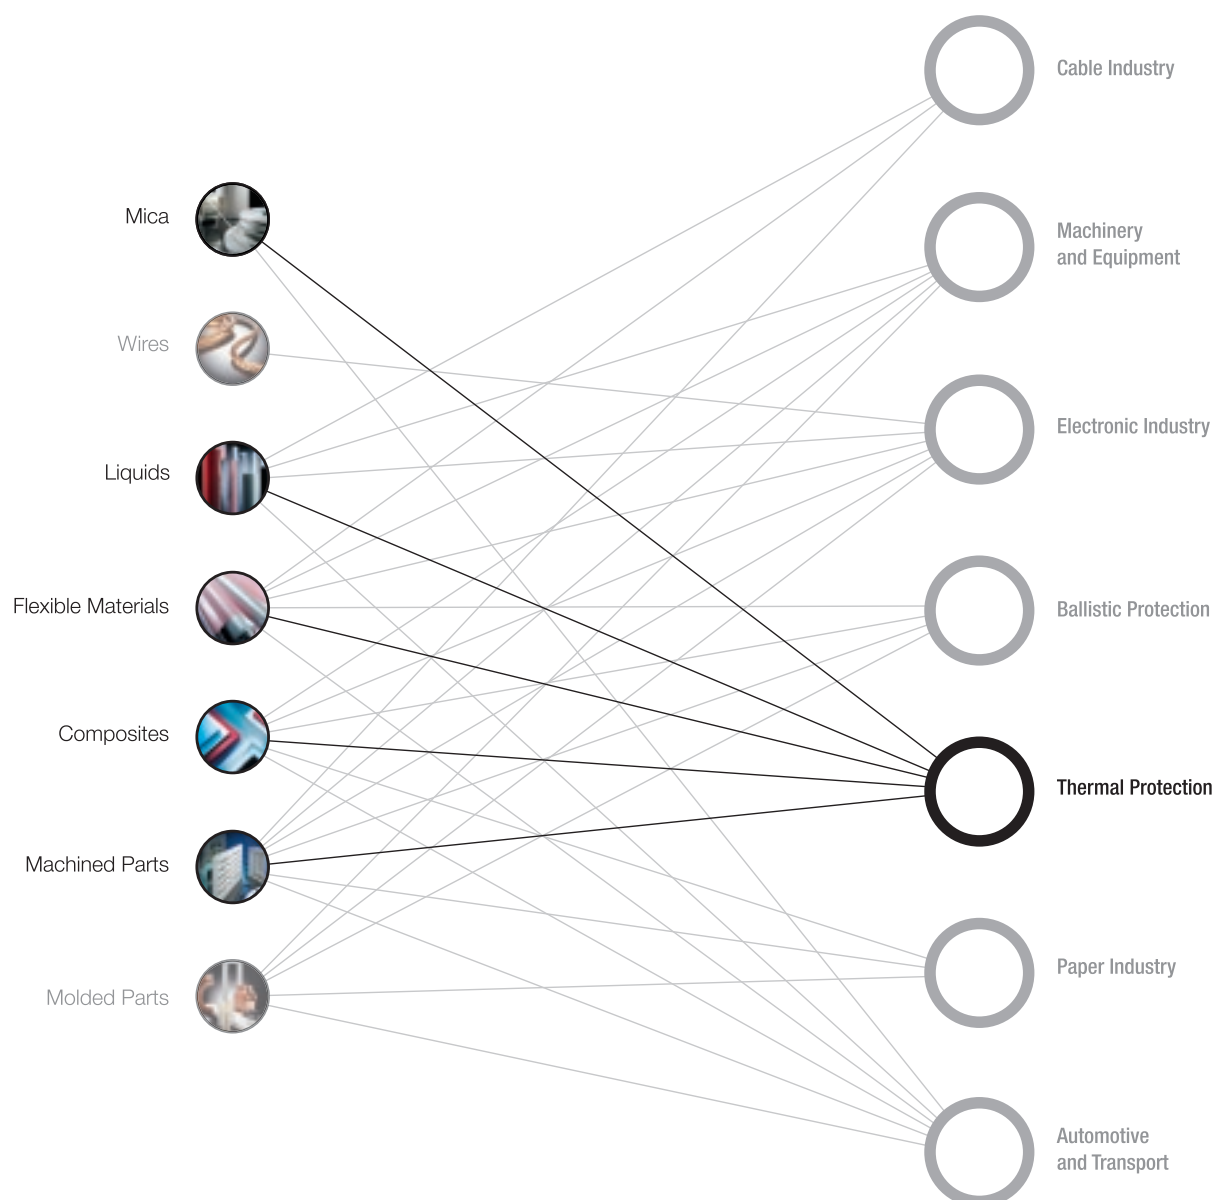 Mica
Wires
Liquids
Flexible Materials
Composites
Machined Parts
Molded Parts
Cable Industry
Machinery
and Equipment
Electronic Industry
Ballistic Protection
Thermal Protection
Paper Industry
Automotive
and Transport